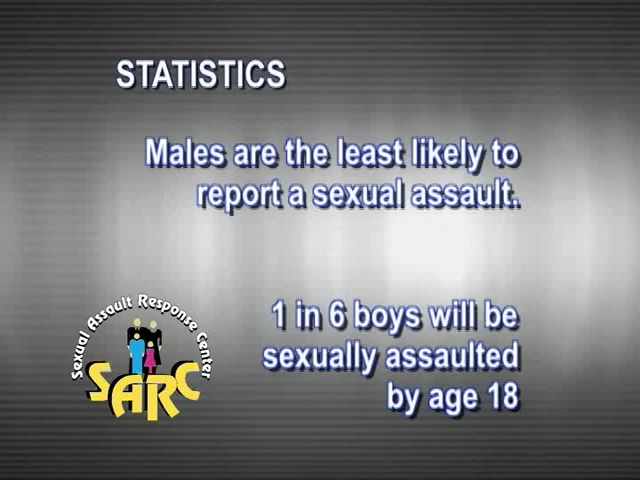 STATISTICS
Males are the least likely to
report a sexual assault.
Sexual Assault Response Center
SARC
1 in 6 boys will be
sexually assaulted
by age 18